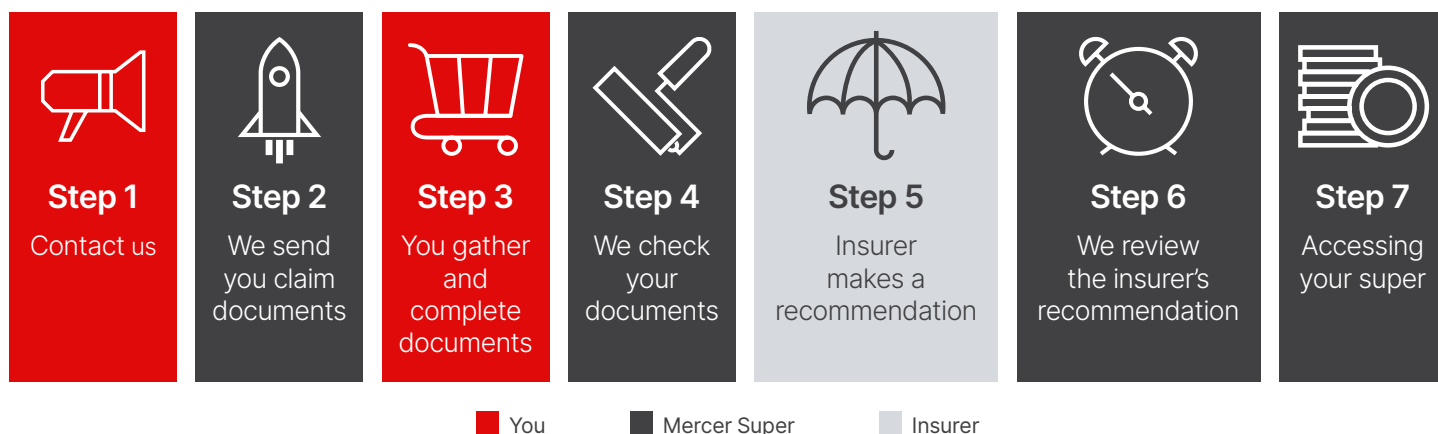 Step 1
Contact us
Step 2
We send
you claim
documents
Step 3
You gather
and
complete
documents
Step 4
We check
your
documents
Step 5
Insurer
makes a
recommendation
Step 6
We review
the insurer's
recommendation
Step 7
Accessing
your super
You
Mercer Super
Insurer